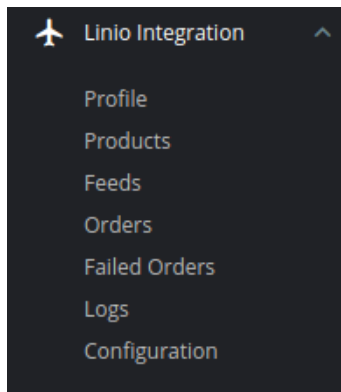 Linio Integration
Profile
Products
Feeds
Orders
Failed Orders
Logs
Configuration